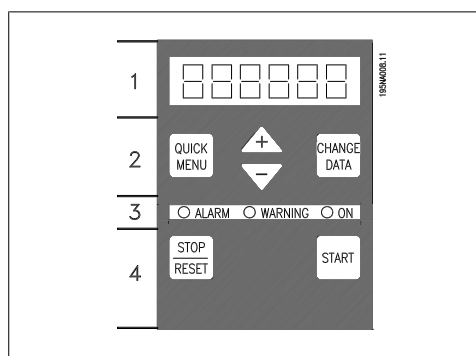 1
2
3
4
195NA008.11
QUICK
MENU
+
−
CHANGE
DATA
ALARM WARNING ON
STOP
RESET
START